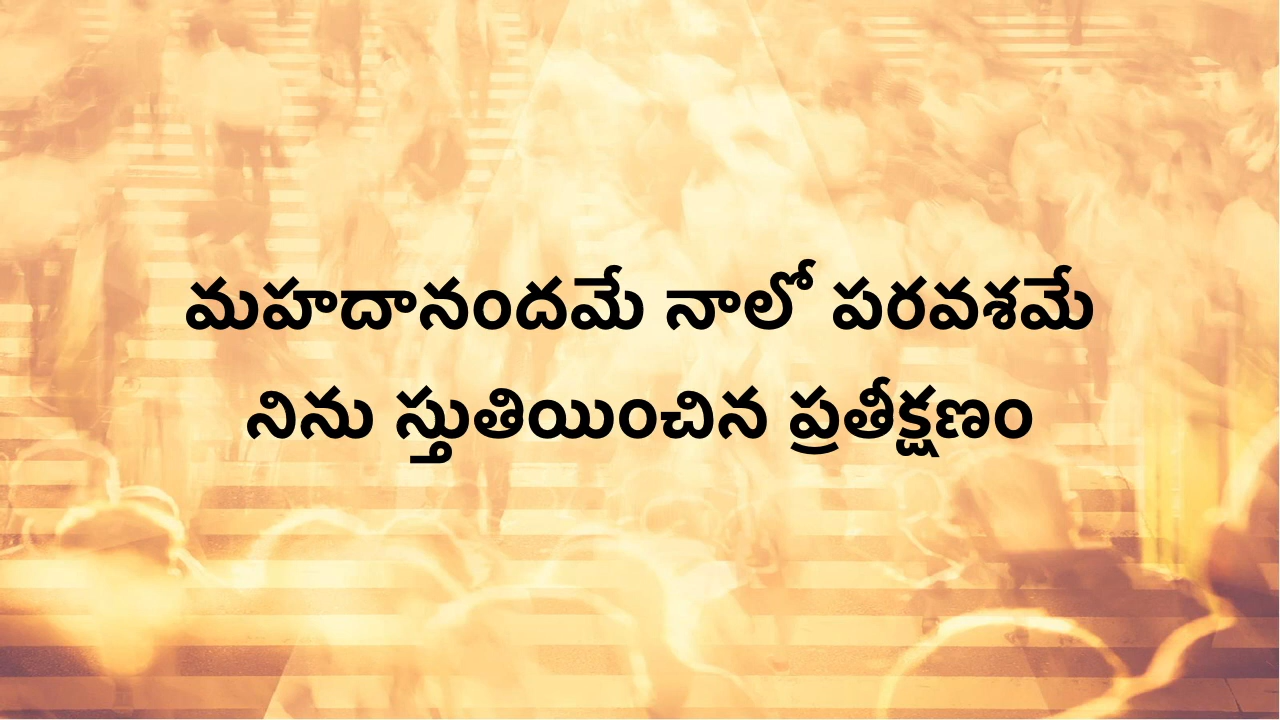 మహదానందమే నాలో పరవశమే
నిను స్తుతియించిన ప్రతీక్షణం